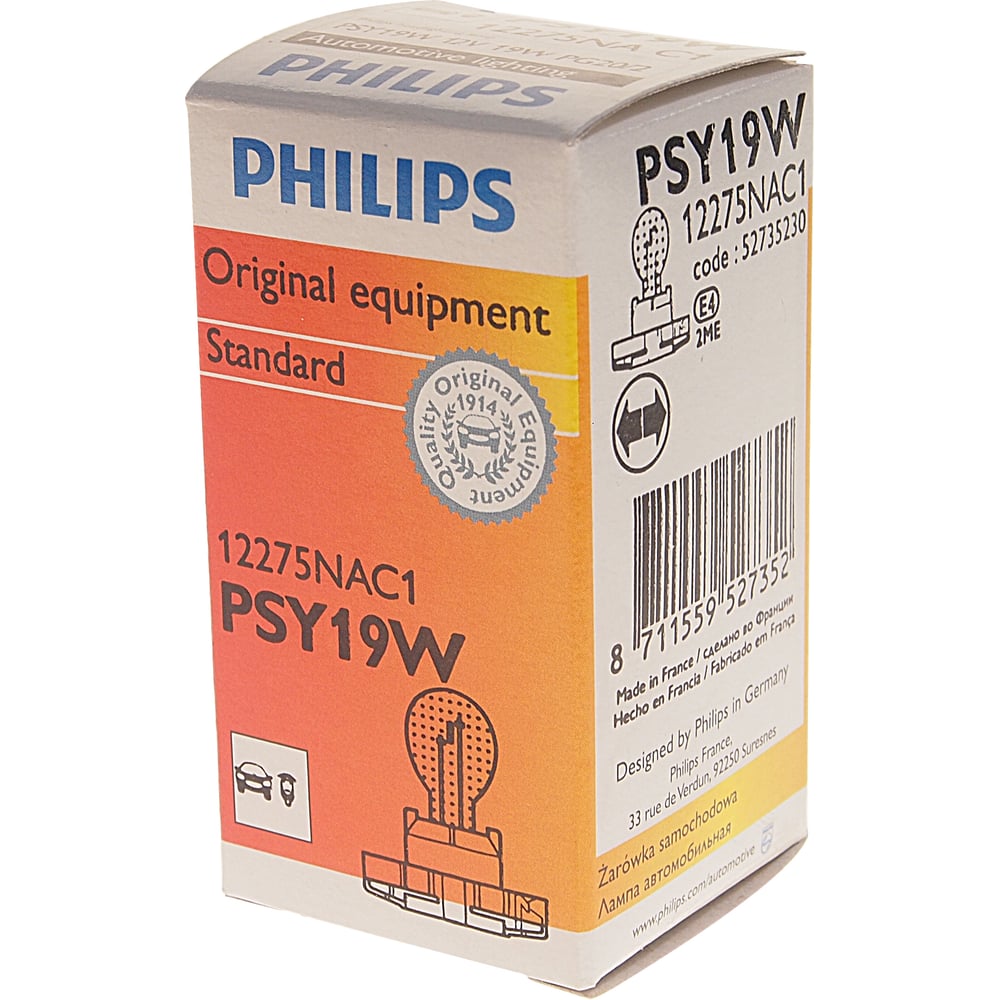 12275NA C1
PSY19W 12V 19W PG20/2
Automotive lighting
PHILIPS
PHILIPS
Original equipment
Standard
Quality Original Equipment
1914
12275NAC1
PSY19W
PSY19W
12275NAC1
code : 52735230
E4
2ME
8 711559 527352
Made in France / сделано во Франции
Hecho en Francia / Fabricado em França
Designed by Philips in Germany
Philips France,
33 rue de Verdun, 92250 Suresnes
Żarówka samochodowa
Лампа автомобильная
www.philips.com/automotive